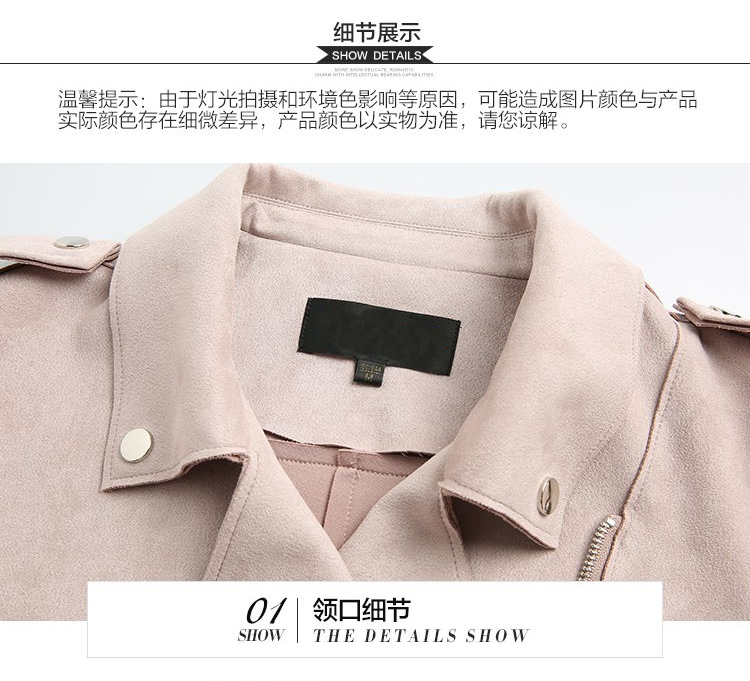 细节展示
SHOW DETAILS
MORE SHOW DELICATE, ROMANTIC
CHARM WITH INTELLECTUAL BEARING CAPABILITIES
温馨提示：由于灯光拍摄和环境色影响等原因，可能造成图片颜色与产品
实际颜色存在细微差异，产品颜色以实物为准，请您谅解。
M
01
SHOW
领口细节
THE DETAILS SHOW